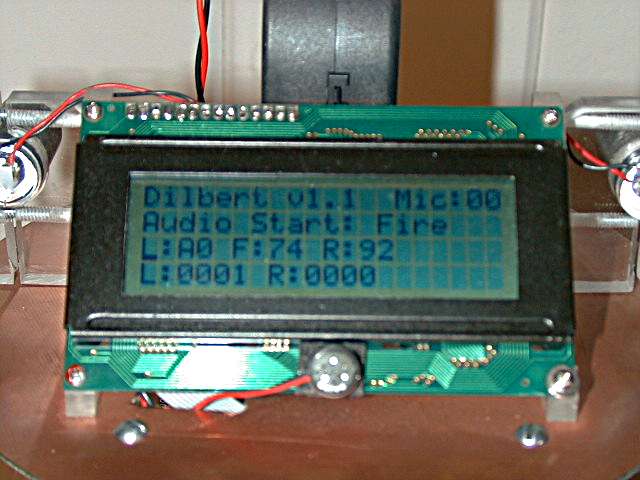 Dilbert v1.1 Mic:00
Audio Start: Fire
L:A0 F:74 R:92
L:0001 R:0000